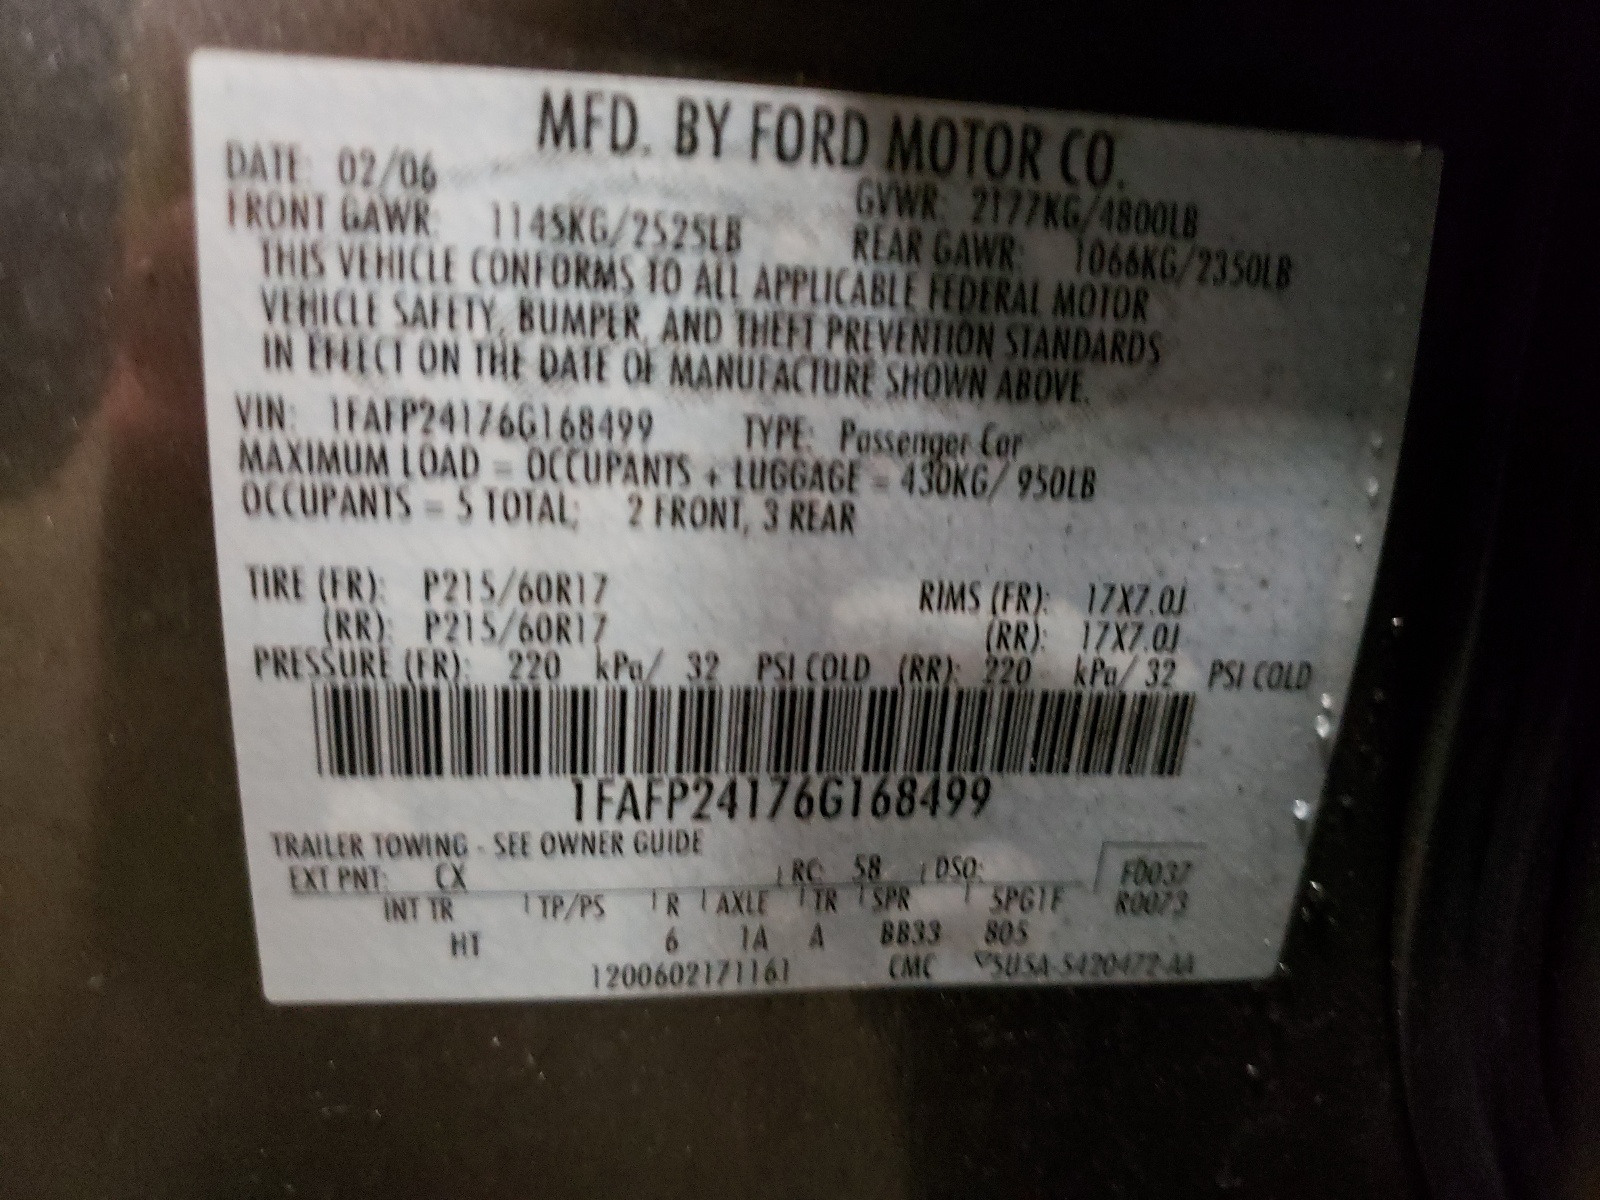 MFD. BY FORD MOTOR CO.
DATE: 02/06 GVWR: 2177KG/4800LB
FRONT GAWR: 1145KG/2525LB REAR GAWR: 1066KG/2350LB
THIS VEHICLE CONFORMS TO ALL APPLICABLE FEDERAL MOTOR
VEHICLE SAFETY, BUMPER, AND THEFT PREVENTION STANDARDS
IN EFFECT ON THE DATE OF MANUFACTURE SHOWN ABOVE.
VIN: 1FAFP24176G168499 TYPE: Passenger Car
MAXIMUM LOAD = OCCUPANTS + LUGGAGE = 430KG/ 950LB
OCCUPANTS = 5 TOTAL; 2 FRONT, 3 REAR
TIRE (FR): P215/60R17 RIMS (FR): 17X7.0J
(RR): P215/60R17 (RR): 17X7.0J
PRESSURE (FR): 220 kPa/ 32 PSI COLD (RR): 220 kPa/ 32 PSI COLD
1FAFP24176G168499
TRAILER TOWING - SEE OWNER GUIDE
EXT PNT: CX RC: 58 DSO: F0037
INT TR TP/PS R AXLE TR SPR SPG1F R0073
HT 6 1A A BB33 805
1200602171161 CMC 5U5A-5420472-AA